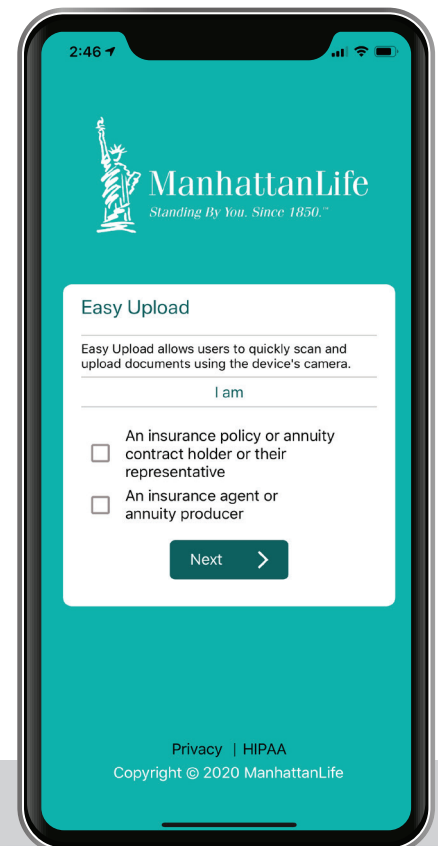 2:46
ManhattanLife
Standing By You. Since 1850.™
Easy Upload
Easy Upload allows users to quickly scan and
upload documents using the device's camera.
I am
An insurance policy or annuity
contract holder or their
representative
An insurance agent or
annuity producer
Next
Privacy | HIPAA
Copyright © 2020 ManhattanLife